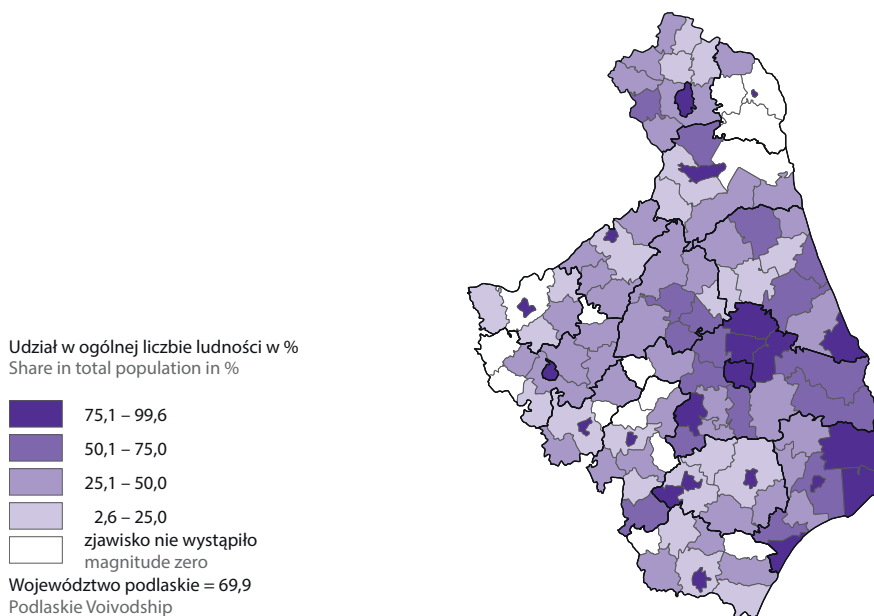 Udział w ogólnej liczbie ludności w %
Share in total population in %
75,1 – 99,6
50,1 – 75,0
25,1 – 50,0
2,6 – 25,0
zjawisko nie wystąpiło
magnitude zero
Województwo podlaskie = 69,9
Podlaskie Voivodship